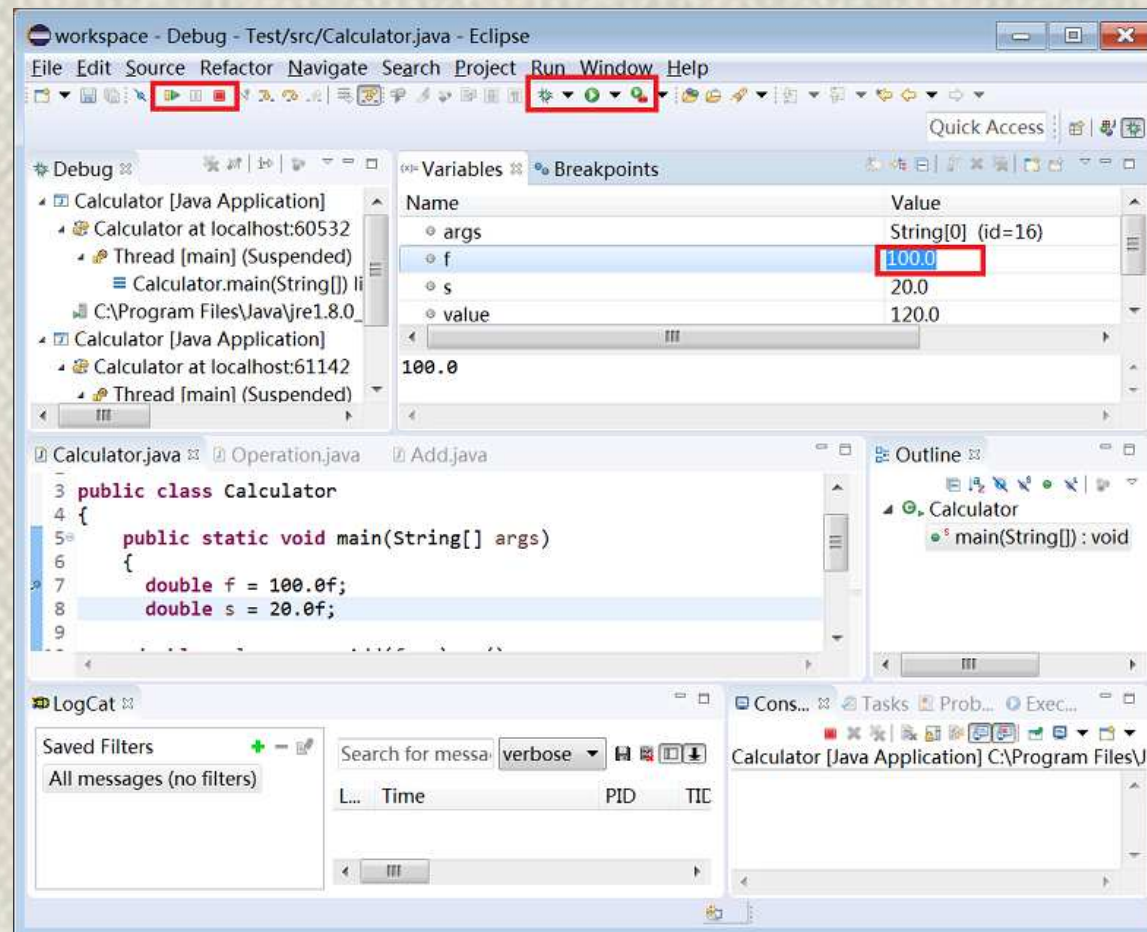 workspace - Debug - Test/src/Calculator.java - Eclipse
File Edit Source Refactor Navigate Search Project Run Window Help
Quick Access
Debug
Variables Breakpoints
Calculator [Java Application]
Calculator at localhost:60532
Thread [main] (Suspended)
Calculator.main(String[]) li
C:\Program Files\Java\jre1.8.0_
Calculator [Java Application]
Calculator at localhost:61142
Thread [main] (Suspended)
Name Value
args String[0] (id=16)
f 100.0
s 20.0
value 120.0
100.0
Calculator.java Operation.java Add.java
3 public class Calculator
4 {
5 public static void main(String[] args)
6 {
7 double f = 100.0f;
8 double s = 20.0f;
9
Outline
Calculator
main(String[]) : void
LogCat
Saved Filters
All messages (no filters)
Search for messa verbose
L... Time PID TID
Cons... Tasks Prob... Exec...
Calculator [Java Application] C:\Program Files\J